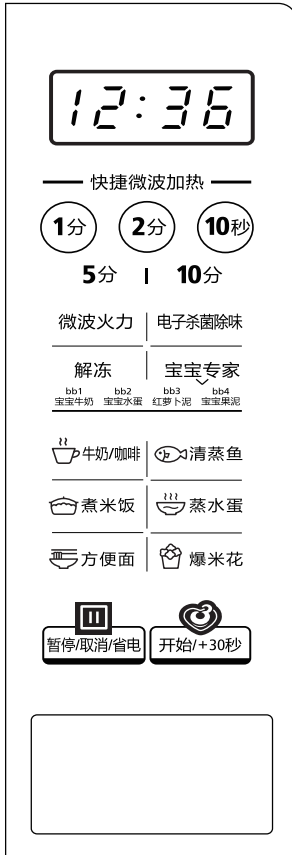 12:36
快捷微波加热
1分 2分 10秒
5分 10分
微波火力 电子杀菌除味
解冻 宝宝专家
bb1 bb2 bb3 bb4
宝宝牛奶 宝宝水蛋 红萝卜泥 宝宝果泥
牛奶/咖啡 清蒸鱼
煮米饭 蒸水蛋
方便面 爆米花
暂停/取消/省电 开始/+30秒